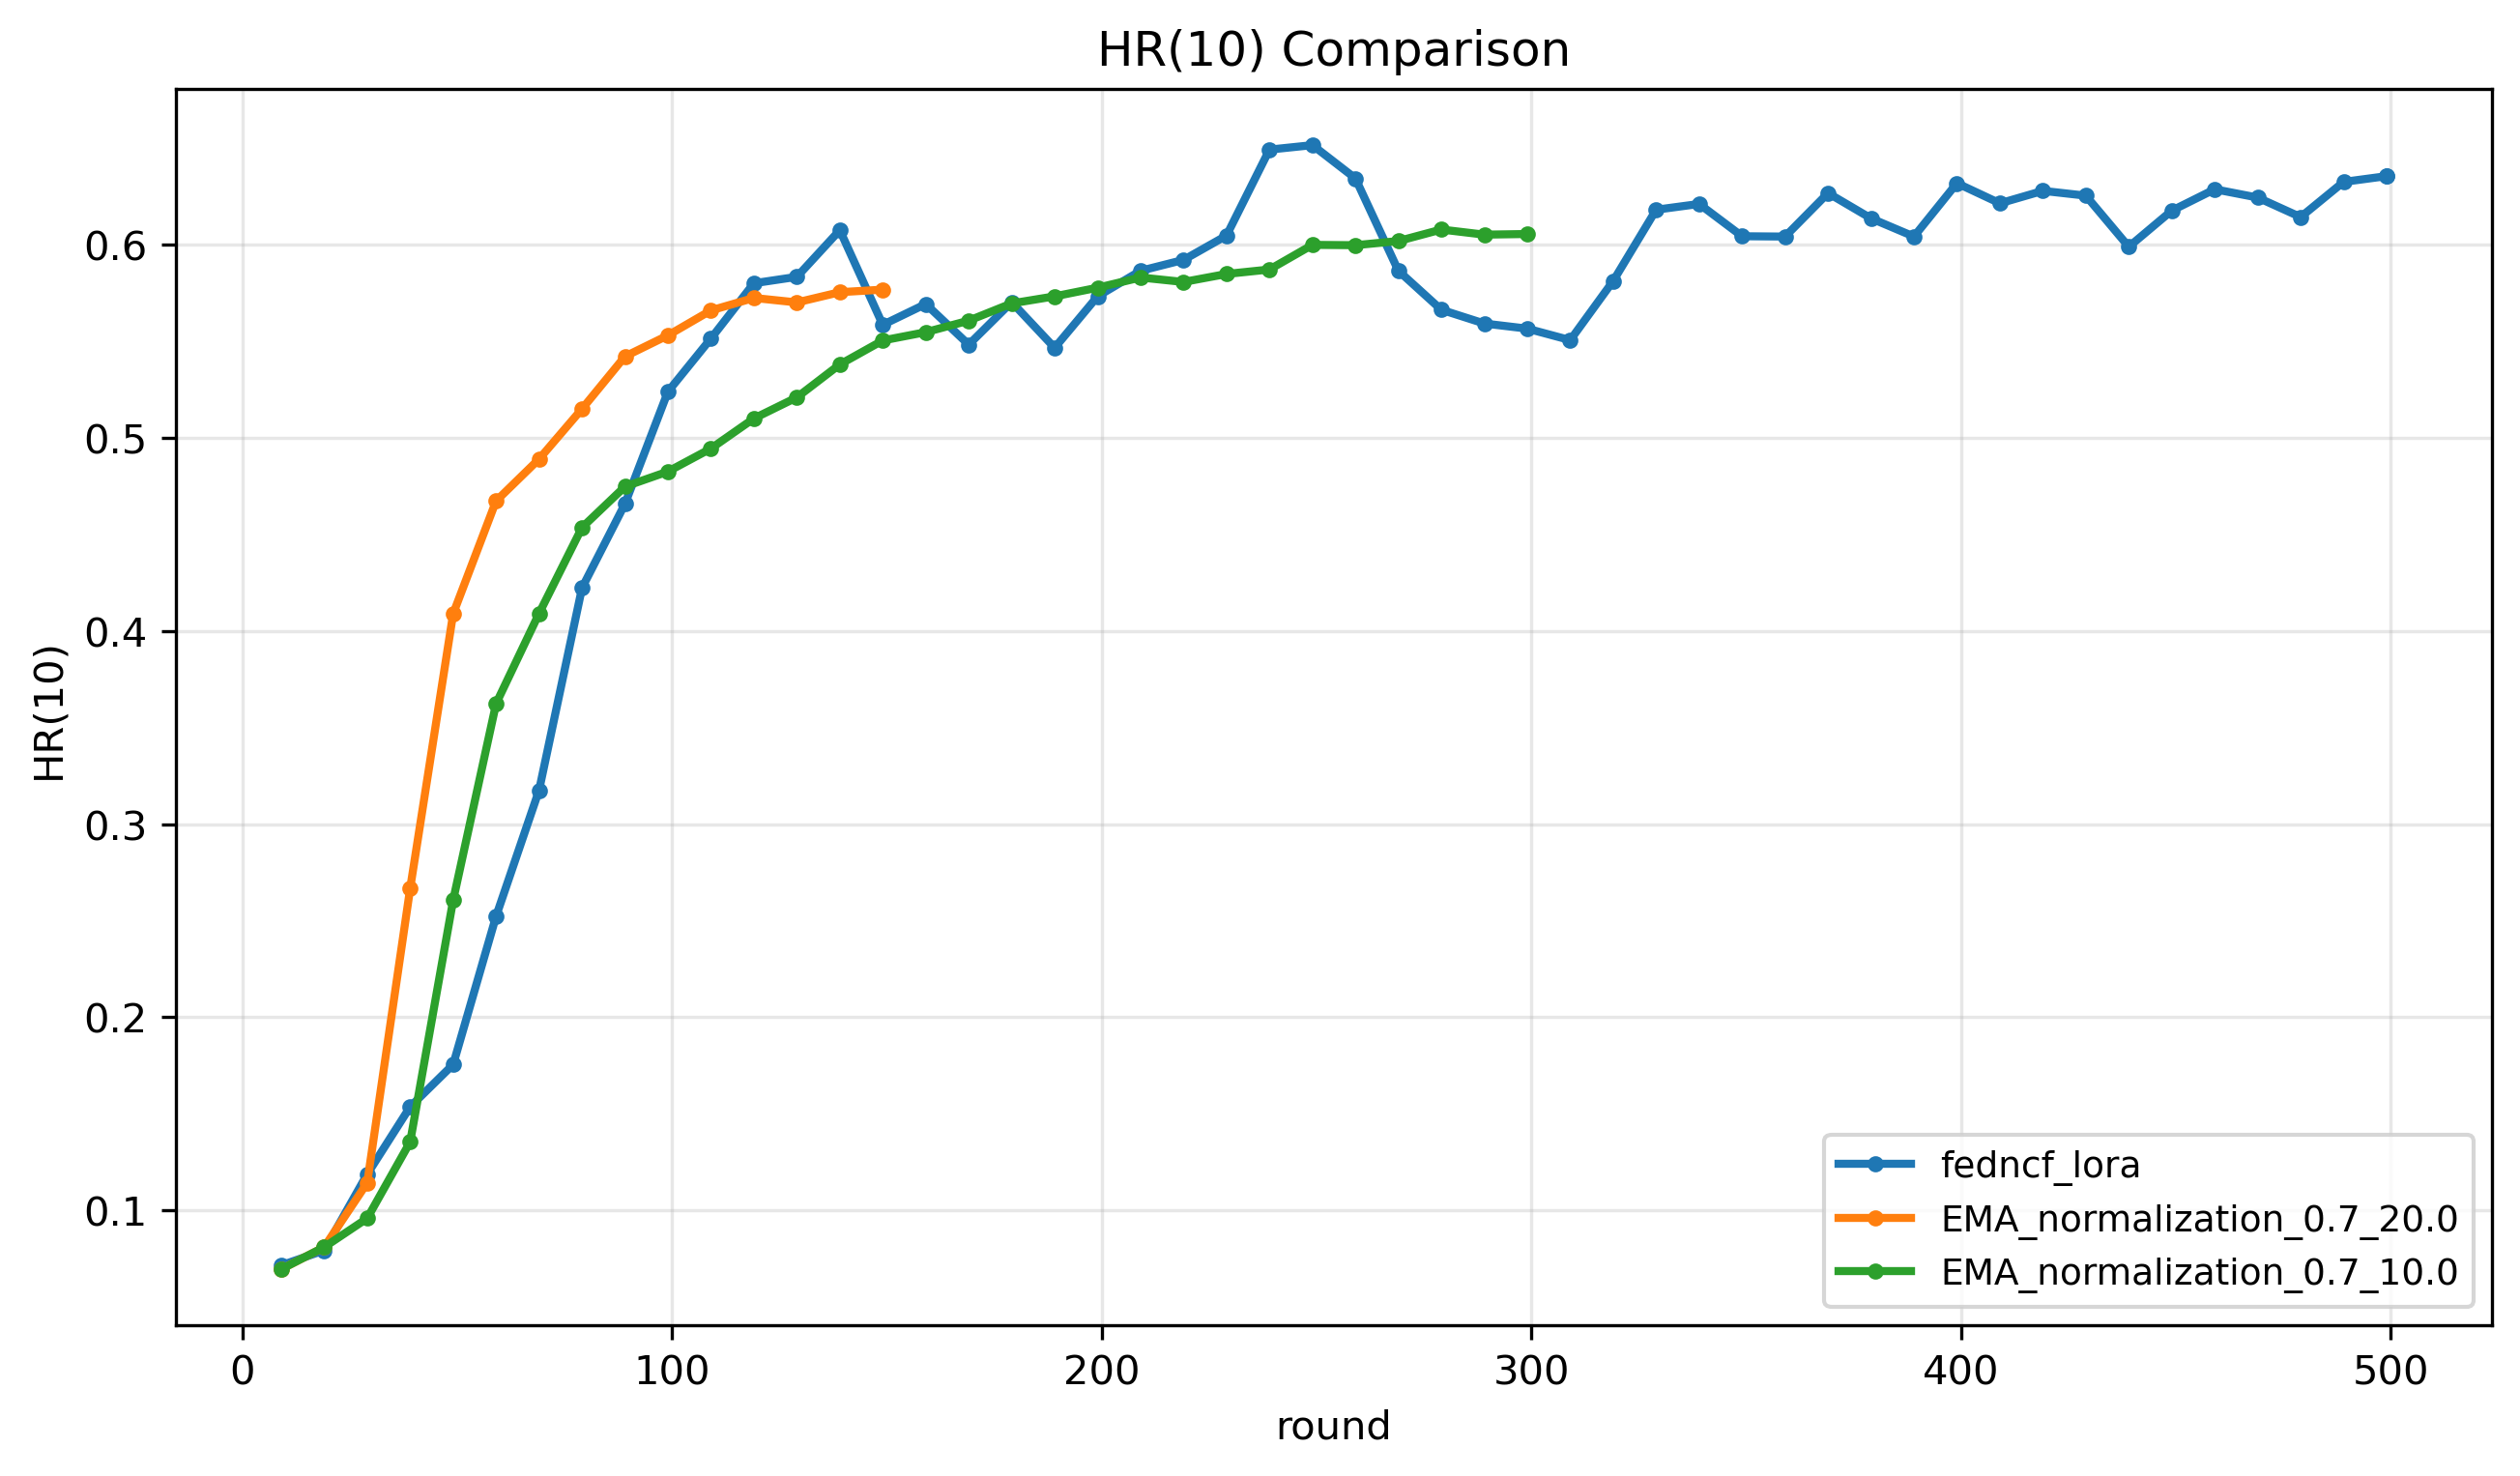 HR(10) Comparison
HR(10)
0.6
0.5
0.4
0.3
0.2
0.1
0 100 200 300 400 500
round
fedncf_lora
EMA_normalization_0.7_20.0
EMA_normalization_0.7_10.0